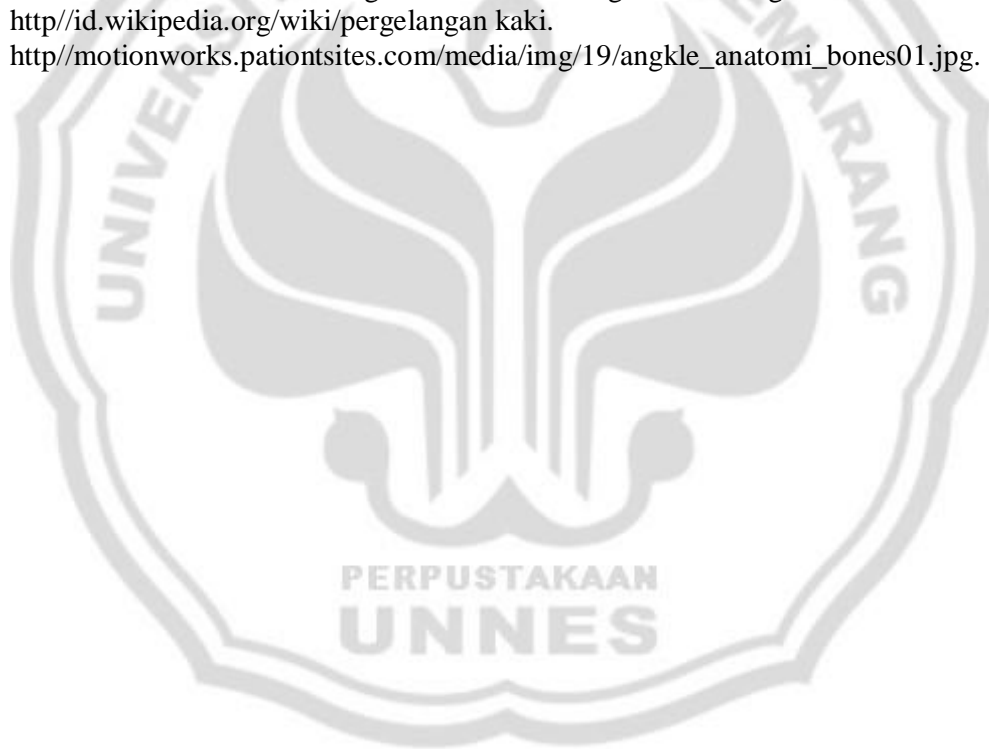 http//id.wikipedia.org/wiki/pergelangan kaki.
http//motionworks.pationtsites.com/media/img/19/angkle_anatomi_bones01.jpg.
PERPUSTAKAAN
UNNES